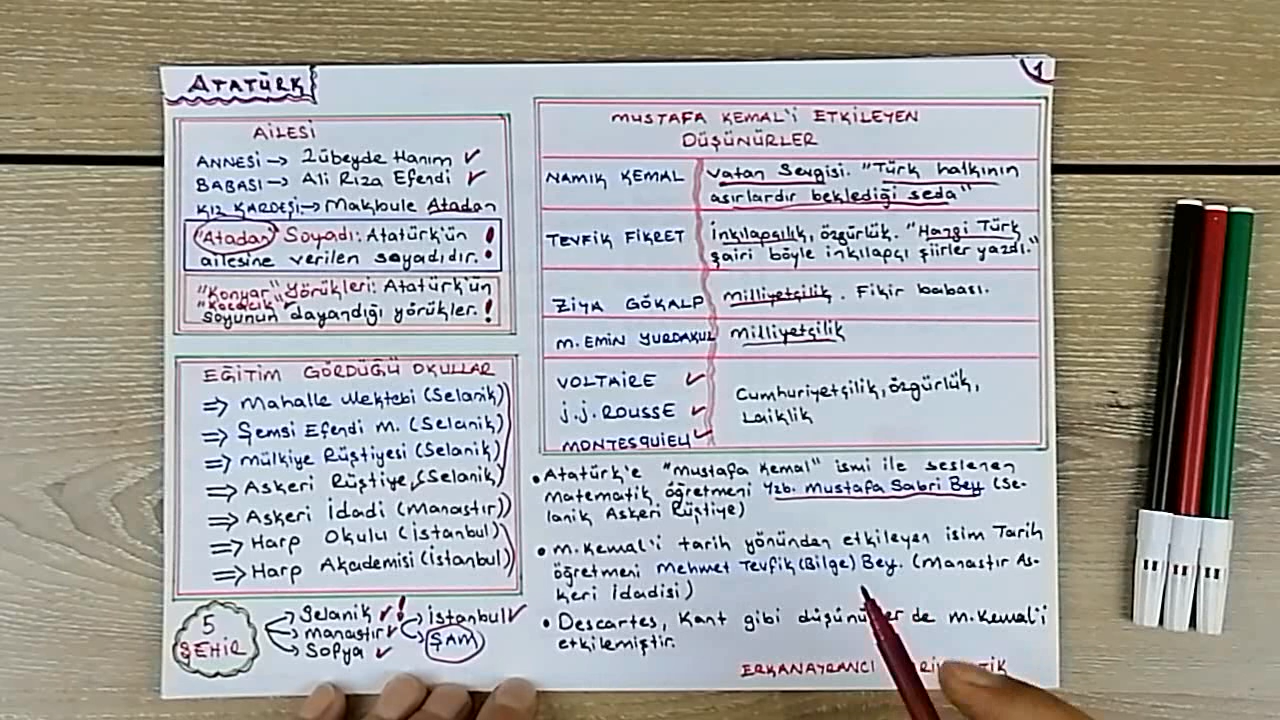 ATATÜRK
1
AİLESİ
ANNESİ → Zübeyde Hanım ✓
BABASI → Ali Rıza Efendi ✓
KIZ KARDEŞİ → Makbule Atadan
"Atadan" Soyadı: Atatürk'ün
ailesine verilen soyadıdır. !
"Konyar" Yörükleri: Atatürk'ün
"Kocacık"
soyunun dayandığı yörükler. !
EĞİTİM GÖRDÜĞÜ OKULLAR
⇒ Mahalle Mektebi (Selanik)
⇒ Şemsi Efendi M. (Selanik)
⇒ Mülkiye Rüştiyesi (Selanik)
⇒ Askeri Rüştiye (Selanik)
⇒ Askeri İdadi (Manastır)
⇒ Harp Okulu (İstanbul)
⇒ Harp Akademisi (İstanbul)
5
ŞEHİR
Selanik ✓ !
Manastır ✓
Sofya ✓
İstanbul ✓
ŞAM
MUSTAFA KEMAL'İ ETKİLEYEN
DÜŞÜNÜRLER
NAMIK KEMAL
Vatan Sevgisi. "Türk halkının
asırlardır beklediği seda"
TEVFİK FİKRET
İnkılapçılık, özgürlük. "Hangi Türk
şairi böyle inkılapçı şiirler yazdı."
ZİYA GÖKALP
Milliyetçilik. Fikir babası.
M. EMİN YURDAKUL
Milliyetçilik
VOLTAIRE ✓
J.J. ROUSSE ✓
MONTESQUIEU ✓
Cumhuriyetçilik, özgürlük,
Laiklik
• Atatürk'e "Mustafa Kemal" ismi ile seslenen
Matematik öğretmeni Yzb. Mustafa Sabri Bey (Se-
lanik Askeri Rüştiye)
• M. Kemal'i tarih yönünden etkileyen isim Tarih
öğretmeni Mehmet Tevfik (Bilge) Bey. (Manastır As-
keri İdadisi)
• Descartes, Kant gibi düşünürler de M. Kemal'i
etkilemiştir.
ERKANAYRANCI